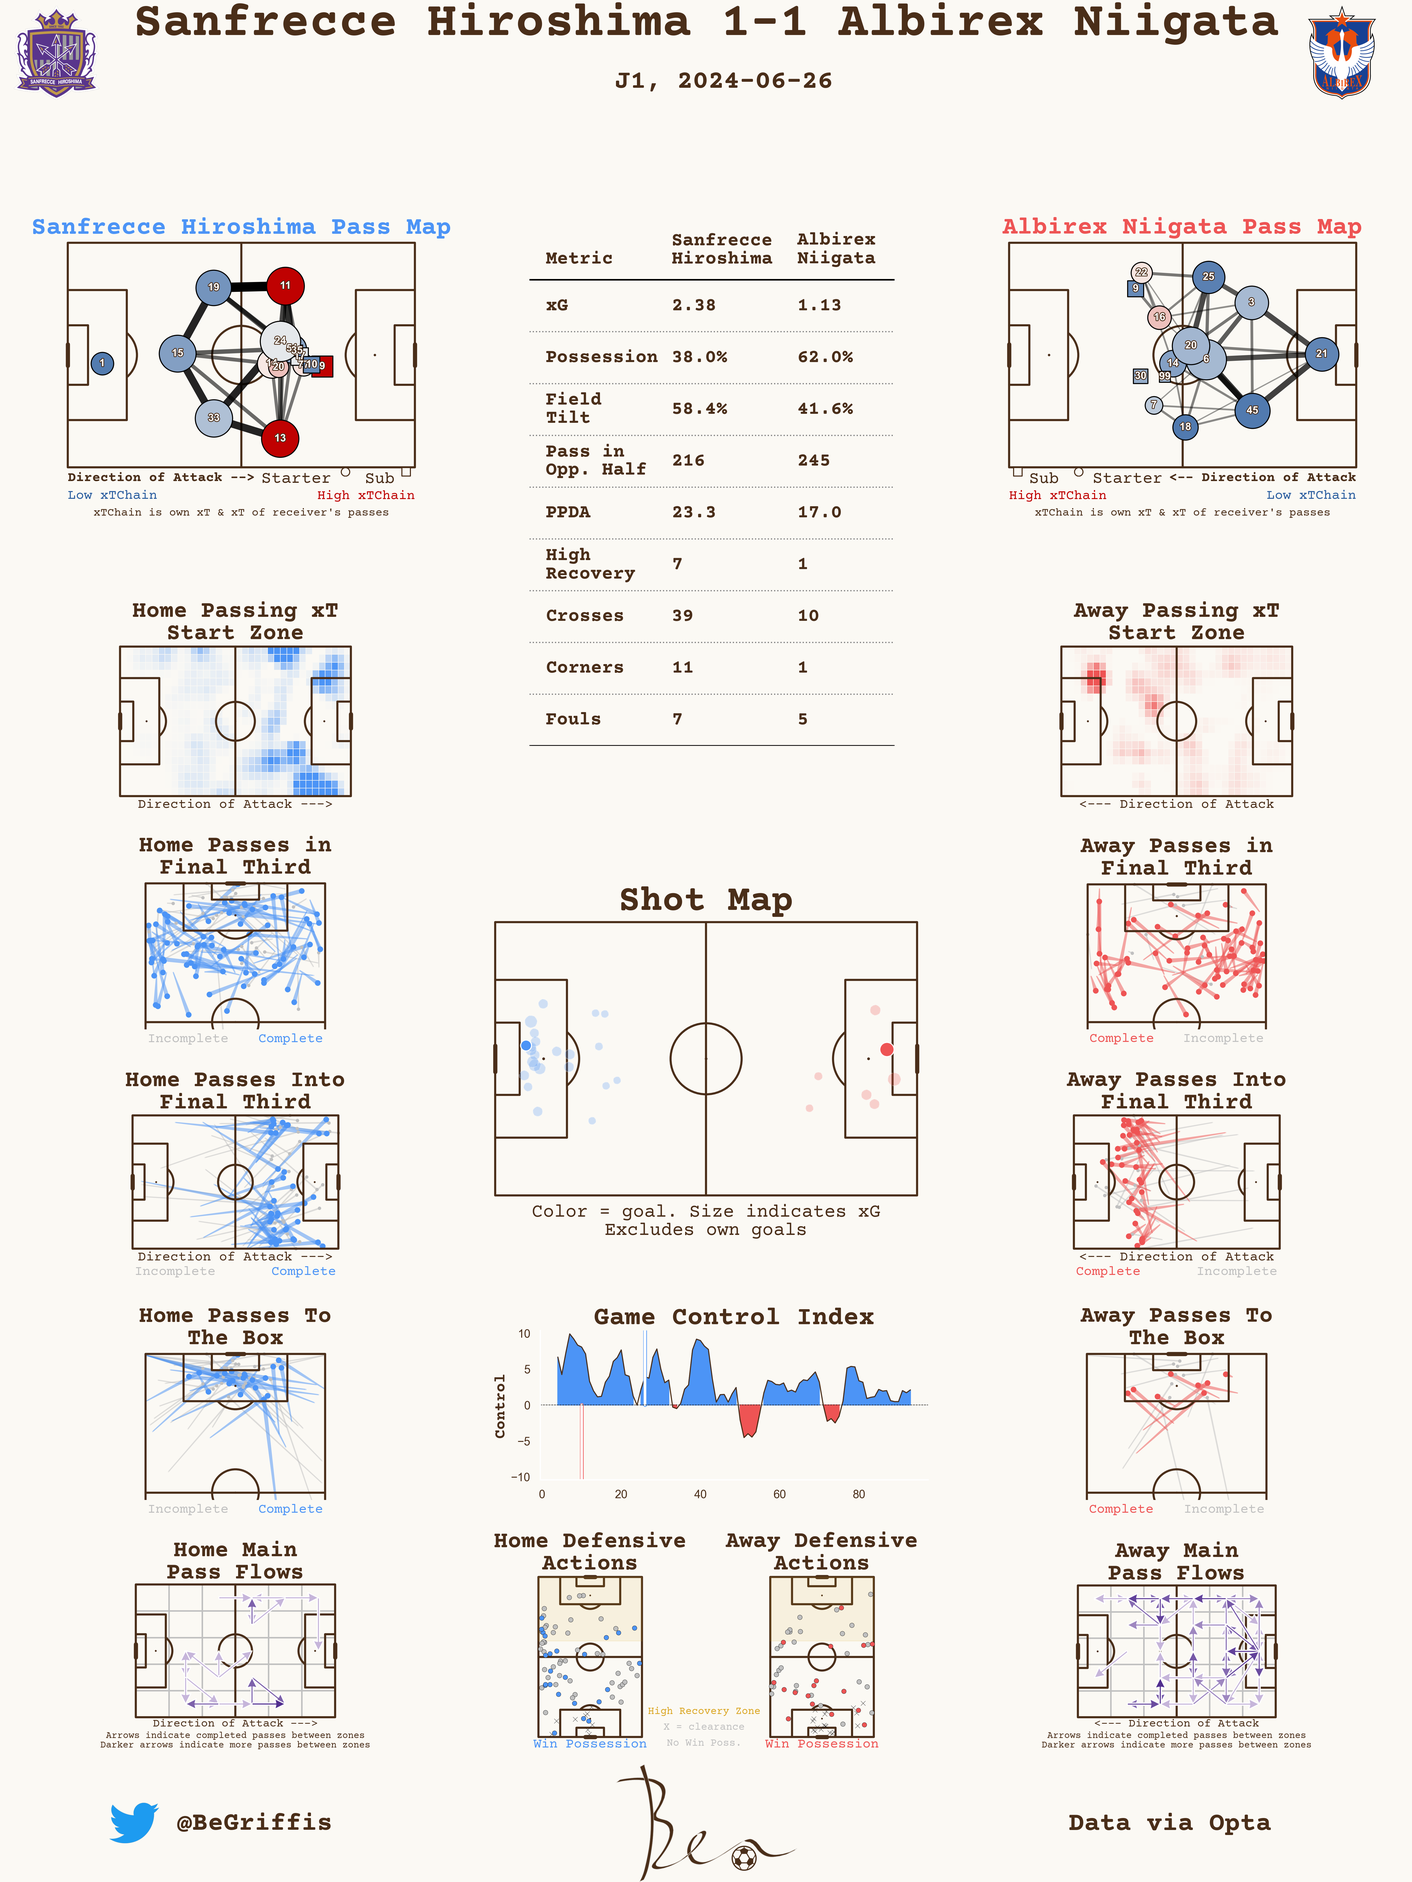 Sanfrecce Hiroshima 1-1 Albirex Niigata
J1, 2024-06-26
SANFRECCE HIROSHIMA
ALBIREX
Sanfrecce Hiroshima Pass Map
19
11
24
15
1
20
10
9
33
13
Direction of Attack --> Starter Sub
Low xTChain High xTChain
xTChain is own xT & xT of receiver's passes
Metric Sanfrecce Hiroshima Albirex Niigata
xG 2.38 1.13
Possession 38.0% 62.0%
Field Tilt 58.4% 41.6%
Pass in Opp. Half 216 245
PPDA 23.3 17.0
High Recovery 7 1
Crosses 39 10
Corners 11 1
Fouls 7 5
Albirex Niigata Pass Map
22
25
9
3
16
20
6
21
14
30
99
7
45
18
Sub Starter <-- Direction of Attack
High xTChain Low xTChain
xTChain is own xT & xT of receiver's passes
Home Passing xT
Start Zone
Direction of Attack --->
Away Passing xT
Start Zone
<--- Direction of Attack
Home Passes in
Final Third
Incomplete Complete
Away Passes in
Final Third
Complete Incomplete
Shot Map
Color = goal. Size indicates xG
Excludes own goals
Home Passes Into
Final Third
Direction of Attack --->
Incomplete Complete
Away Passes Into
Final Third
<--- Direction of Attack
Complete Incomplete
Home Passes To
The Box
Incomplete Complete
Game Control Index
Control
10
5
0
−5
−10
0 20 40 60 80
Away Passes To
The Box
Complete Incomplete
Home Main
Pass Flows
Direction of Attack --->
Arrows indicate completed passes between zones
Darker arrows indicate more passes between zones
Home Defensive
Actions
Win Possession
High Recovery Zone
X = clearance
No Win Poss.
Away Defensive
Actions
Win Possession
Away Main
Pass Flows
<--- Direction of Attack
Arrows indicate completed passes between zones
Darker arrows indicate more passes between zones
@BeGriffis
Ben
Data via Opta